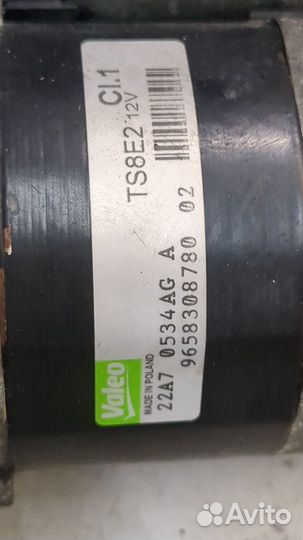 Valeo
MADE IN POLAND
TS8E2 12V Cl.1
22A7 0534AG A
9658308780 02
Avito